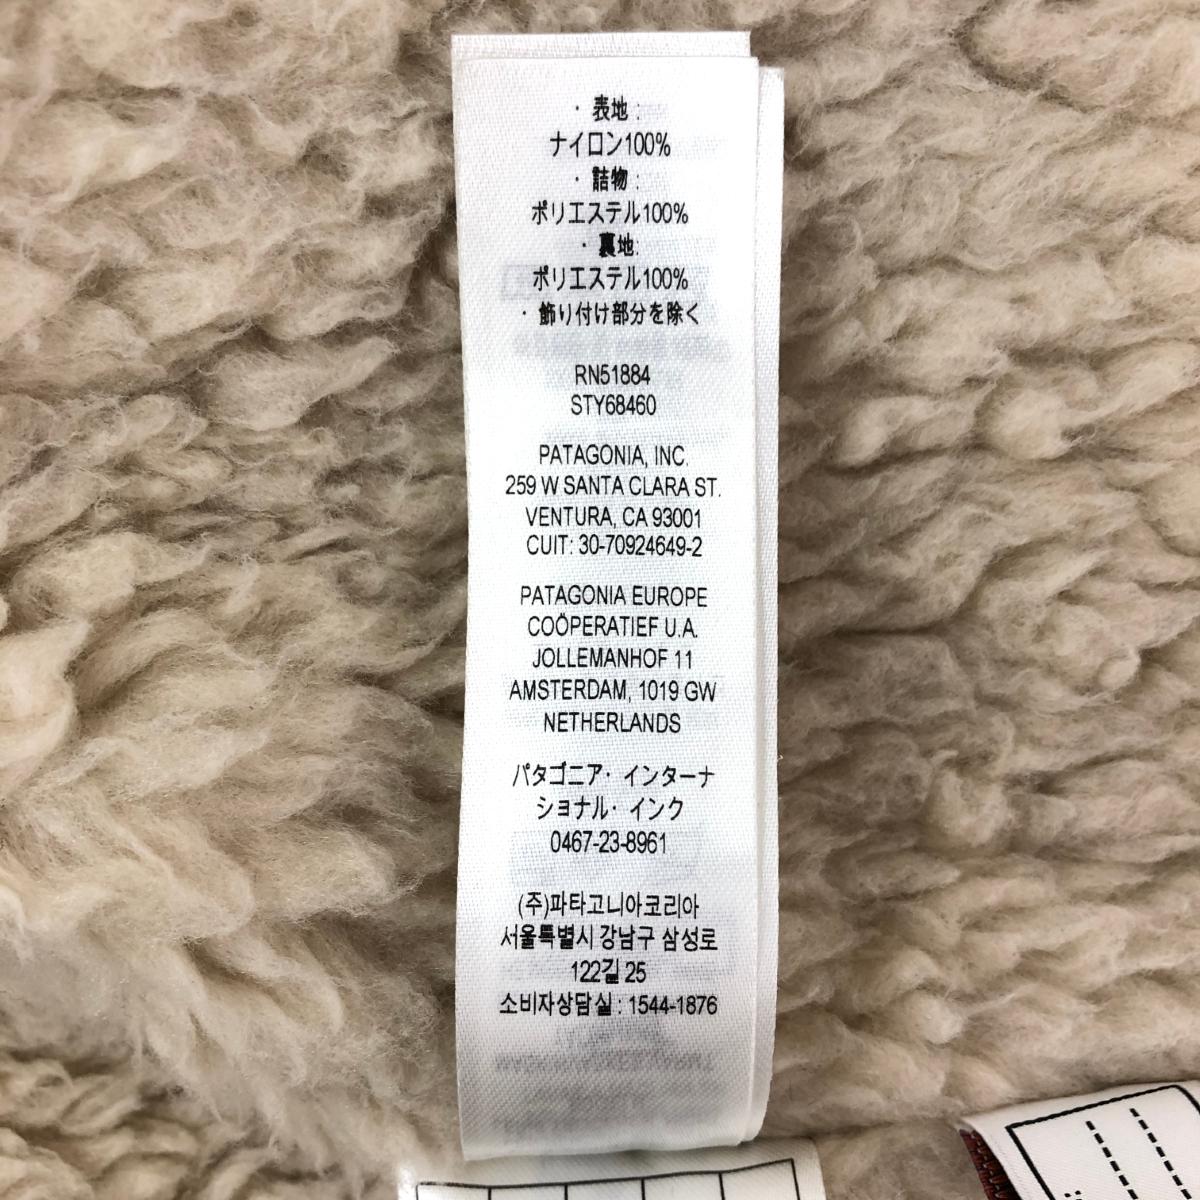 ・表地:
ナイロン100%
・詰物:
ポリエステル100%
・裏地:
ポリエステル100%
・飾り付け部分を除く
RN51884
STY68460
PATAGONIA, INC.
259 W SANTA CLARA ST.
VENTURA, CA 93001
CUIT: 30-70924649-2
PATAGONIA EUROPE
COÖPERATIEF U.A.
JOLLEMANHOF 11
AMSTERDAM, 1019 GW
NETHERLANDS
パタゴニア・インターナ
ショナル・インク
0467-23-8961
(주)파타고니아코리아
서울특별시 강남구 삼성로
122길 25
소비자상담실 : 1544-1876